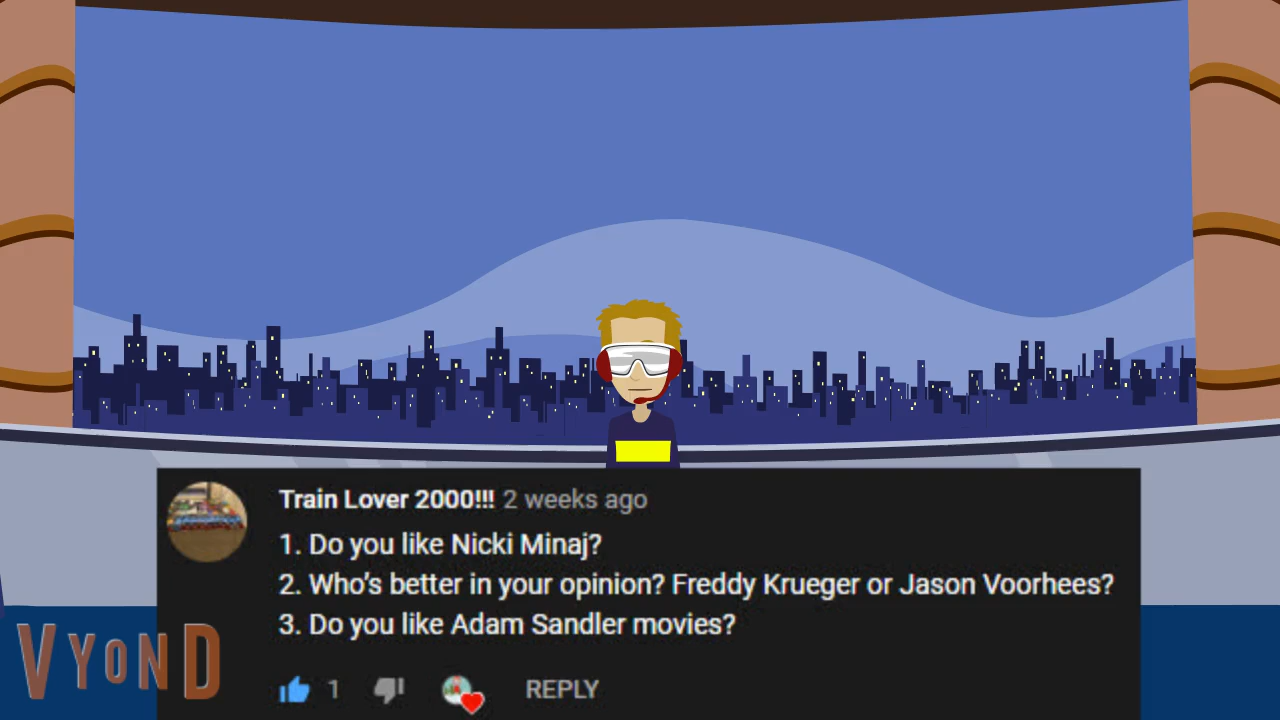 Train Lover 2000!!! 2 weeks ago
1. Do you like Nicki Minaj?
2. Who's better in your opinion? Freddy Krueger or Jason Voorhees?
3. Do you like Adam Sandler movies?
1 REPLY
VYOND